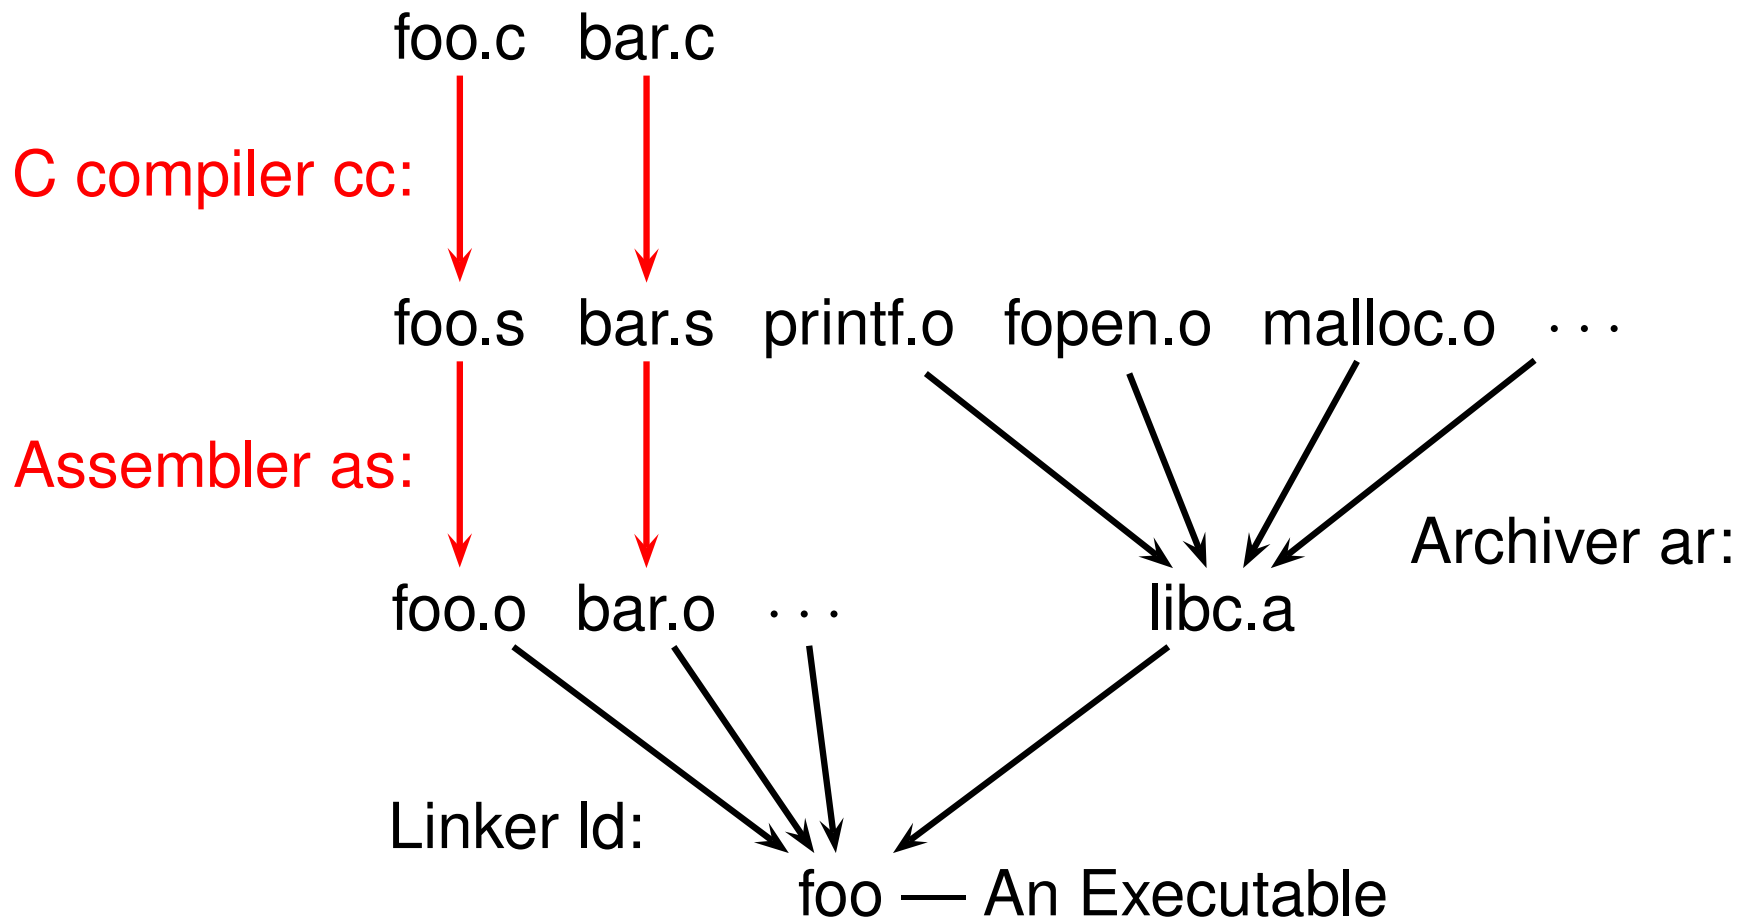 foo.c bar.c
C compiler cc:
foo.s bar.s printf.o fopen.o malloc.o · · ·
Assembler as:
Archiver ar:
foo.o bar.o · · · libc.a
Linker ld:
foo — An Executable